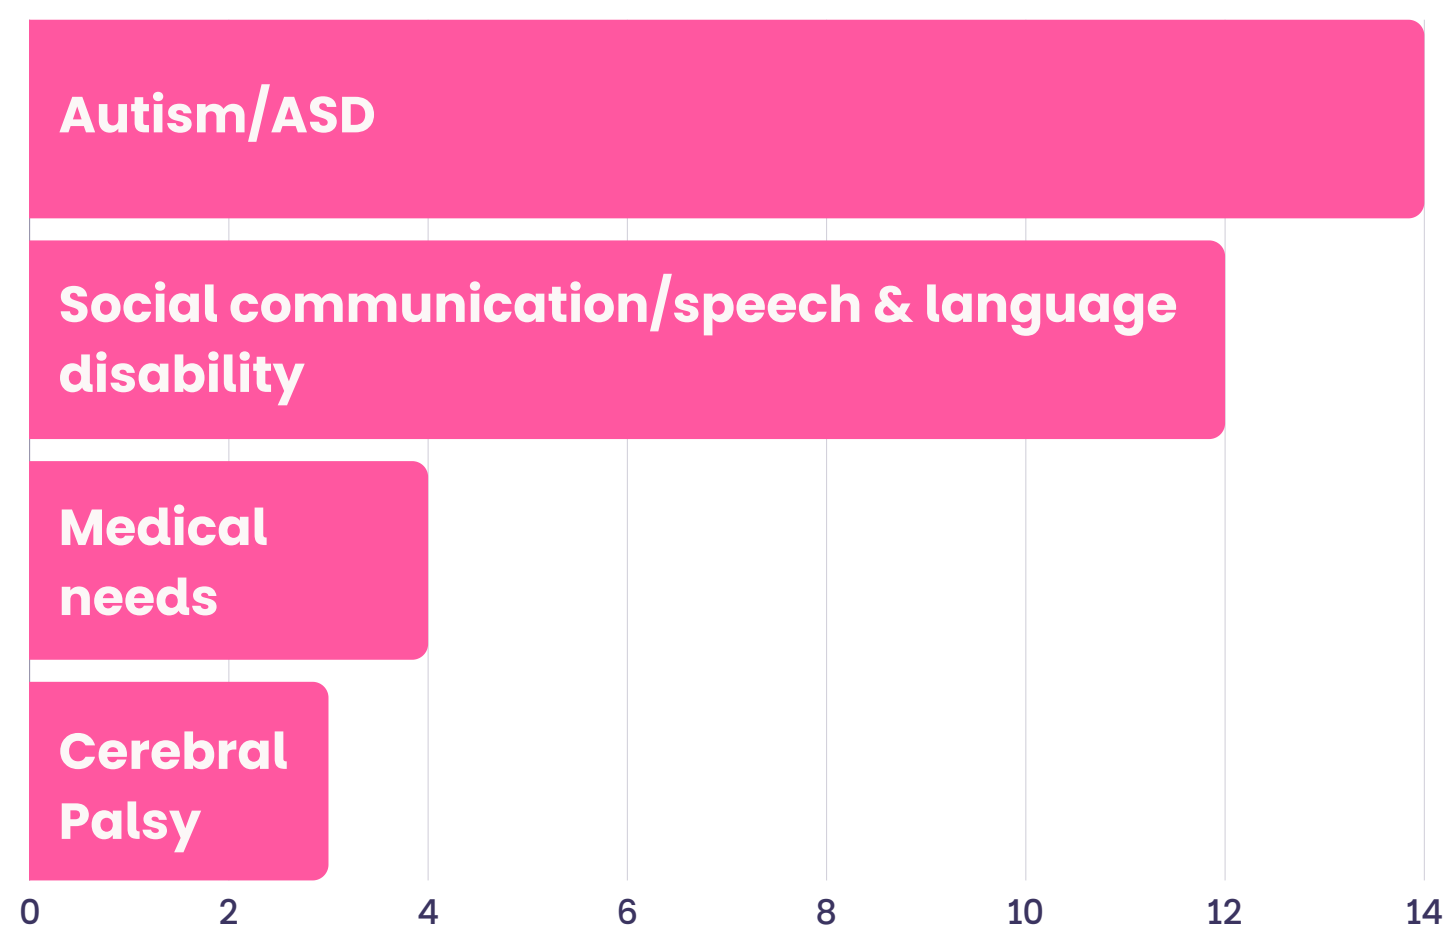 Autism/ASD
Social communication/speech & language
disability
Medical
needs
Cerebral
Palsy
0 2 4 6 8 10 12 14